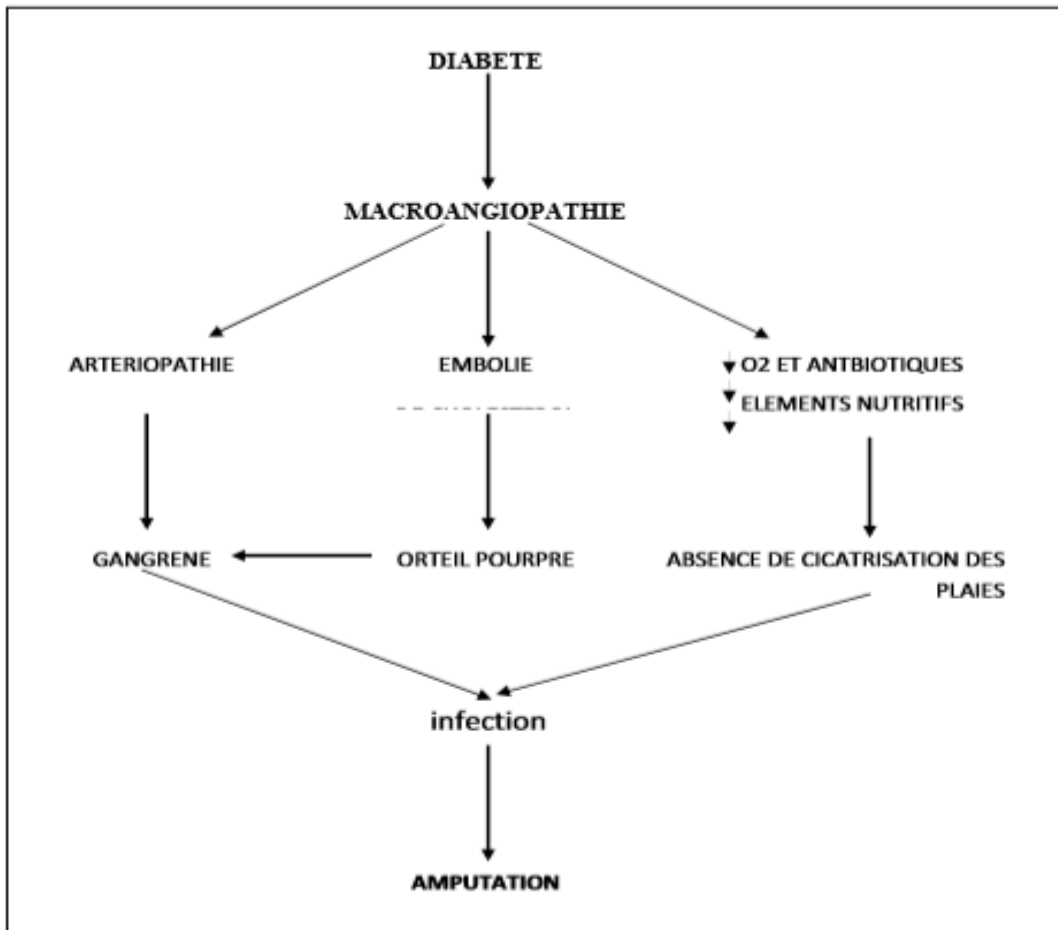 DIABETE
MACROANGIOPATHIE
ARTERIOPATHIE
EMBOLIE
O2 ET ANTBIOTIQUES
ELEMENTS NUTRITIFS
GANGRENE
ORTEIL POURPRE
ABSENCE DE CICATRISATION DES
PLAIES
infection
AMPUTATION